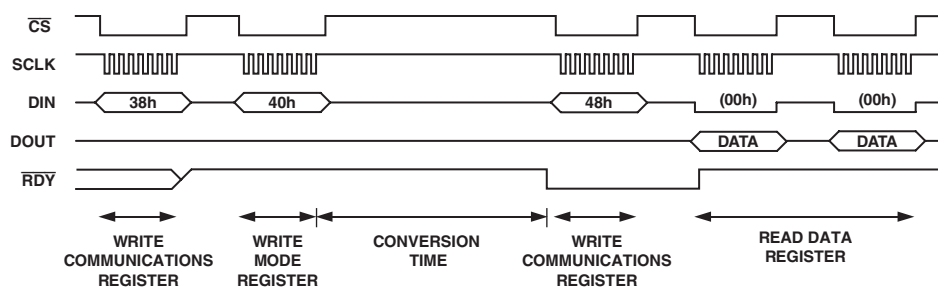 CS
SCLK
DIN 38h 40h 48h (00h) (00h)
DOUT DATA DATA
RDY
WRITE
COMMUNICATIONS
REGISTER
WRITE
MODE
REGISTER
CONVERSION
TIME
WRITE
COMMUNICATIONS
REGISTER
READ DATA
REGISTER